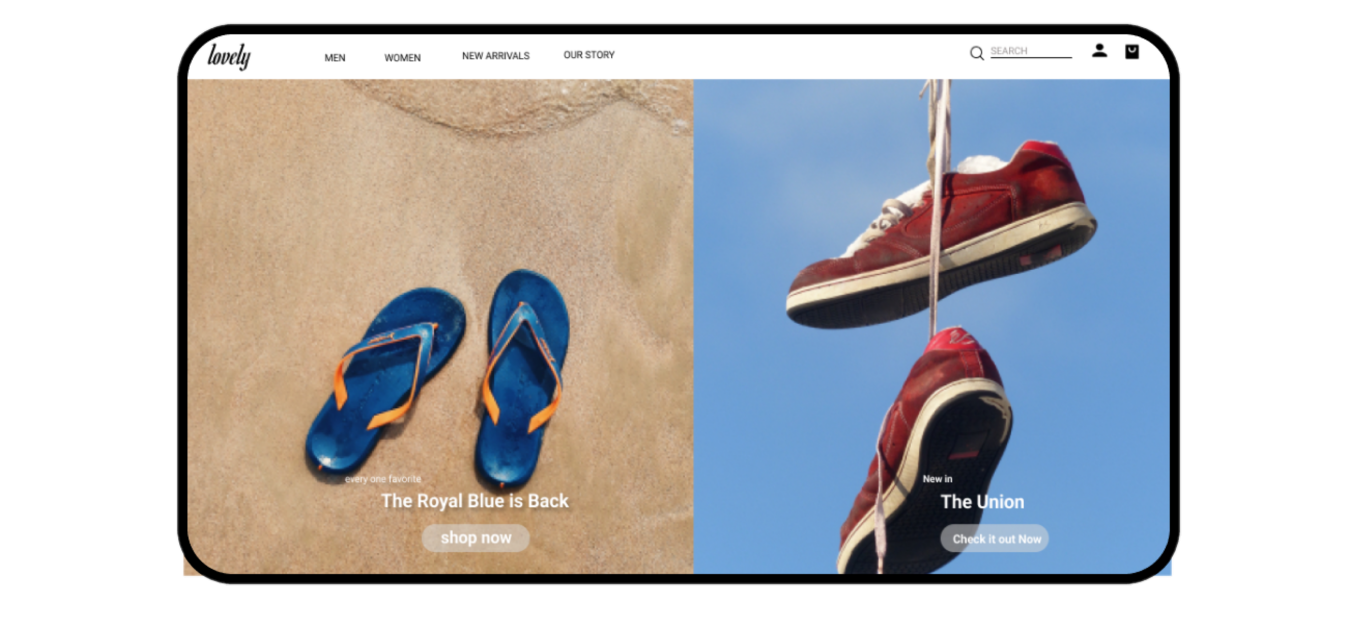 lovely
MEN WOMEN NEW ARRIVALS OUR STORY SEARCH
every one favorite
The Royal Blue is Back
shop now
New in
The Union
Check it out Now